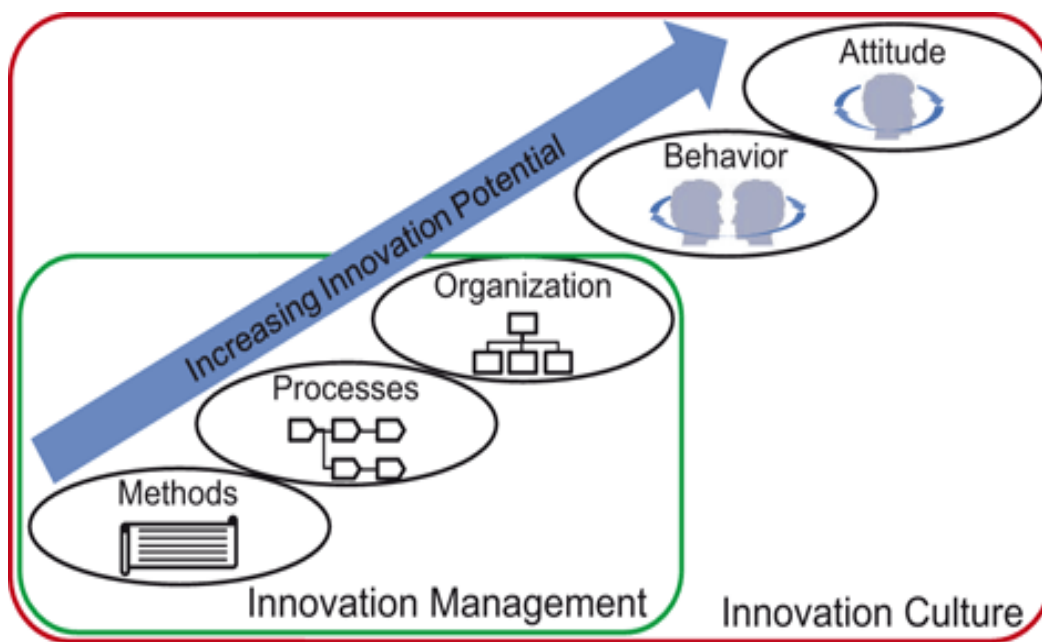 Attitude
Behavior
Increasing Innovation Potential
Organization
Processes
Methods
Innovation Management
Innovation Culture